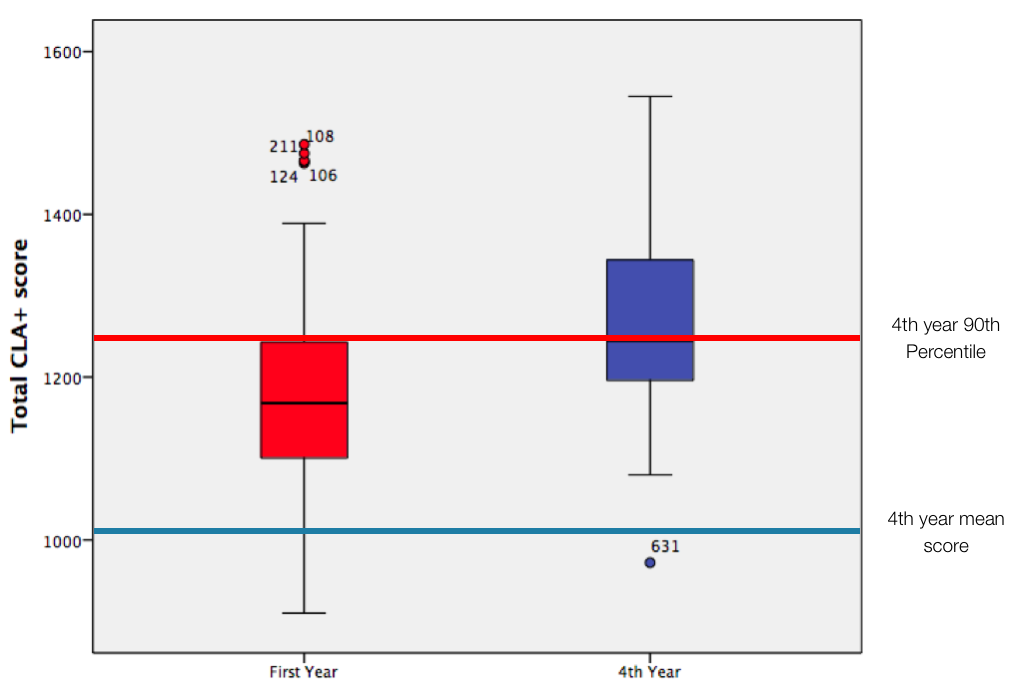 Total CLA+ score
1600
1400
1200
1000
108
211
124 106
631
First Year
4th Year
4th year 90th
Percentile
4th year mean
score